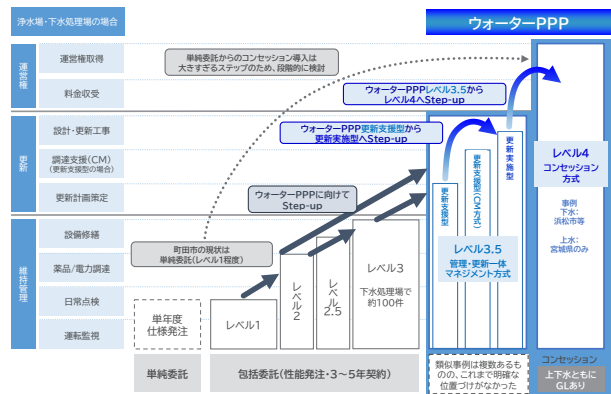 浄水場・下水処理場の場合
ウォーターPPP
運営権
運営権取得
料金収受
単純委託からのコンセッション導入は
大きすぎるステップのため、段階的に検討
ウォーターPPPレベル3.5から
レベル4へStep-up
更新
設計・更新工事
調達支援(CM)
(更新支援型の場合)
更新計画策定
ウォーターPPP更新支援型から
更新実施型へStep-up
ウォーターPPPに向けて
Step-up
維持管理
設備修繕
薬品/電力調達
日常点検
運転監視
町田市の現状は
単純委託(レベル1程度)
単年度
仕様発注
レベル1
レベル2
レベル2.5
レベル3
下水処理場で
約100件
更新支援型
更新支援型(CM方式)
更新実施型
レベル3.5
管理・更新一体
マネジメント方式
レベル4
コンセッション
方式
事例
下水:
浜松市等
上水:
宮城県のみ
単純委託
包括委託(性能発注・3~5年契約)
類似事例は複数あるも
のの、これまで明確な
位置づけがなかった
コンセッション
上下水ともに
GLあり